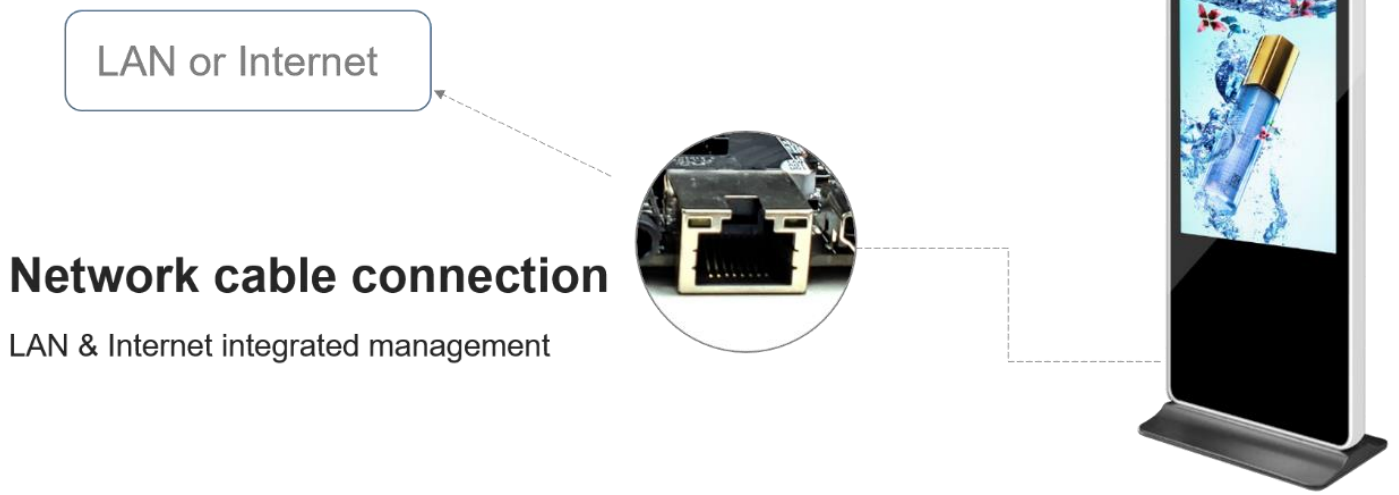 LAN or Internet
Network cable connection
LAN & Internet integrated management